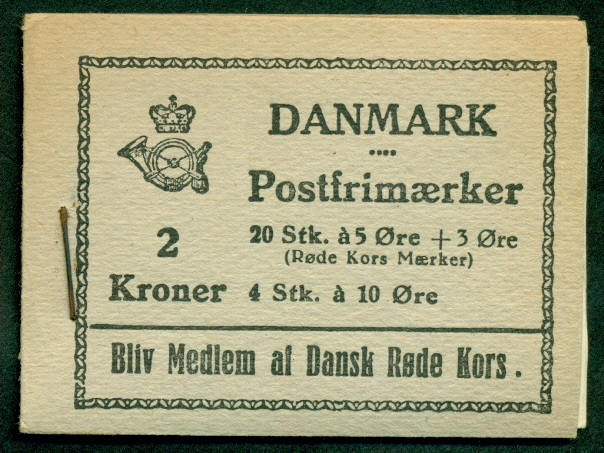 DANMARK
Postfrimærker
2
Kroner
20 Stk. à 5 Øre + 3 Øre
(Røde Kors Mærker)
4 Stk. à 10 Øre
Bliv Medlem af Dansk Røde Kors.